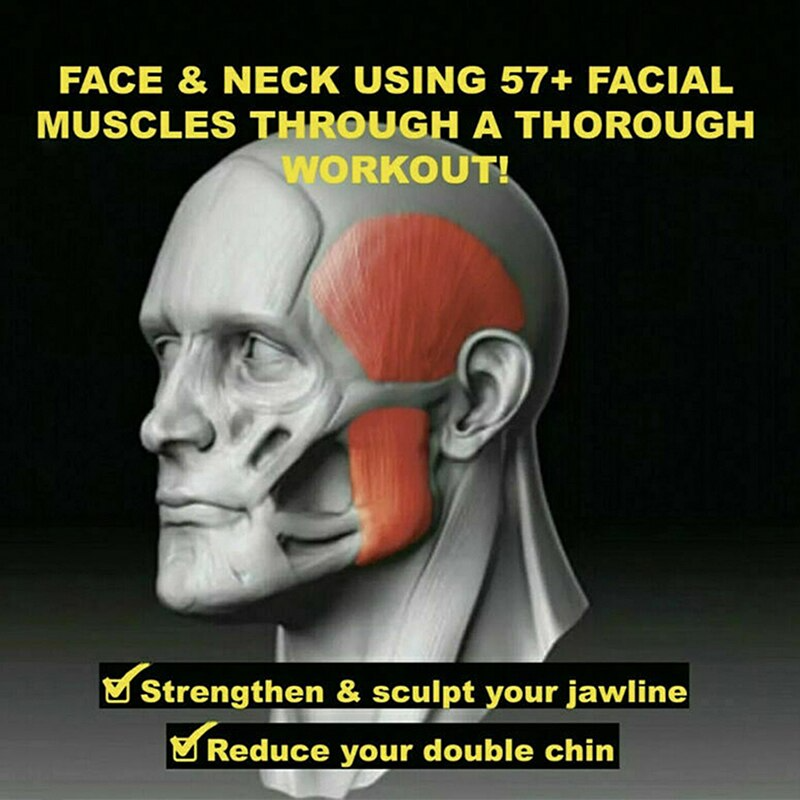 FACE & NECK USING 57+ FACIAL
MUSCLES THROUGH A THOROUGH
WORKOUT!
Strengthen & sculpt your jawline
Reduce your double chin